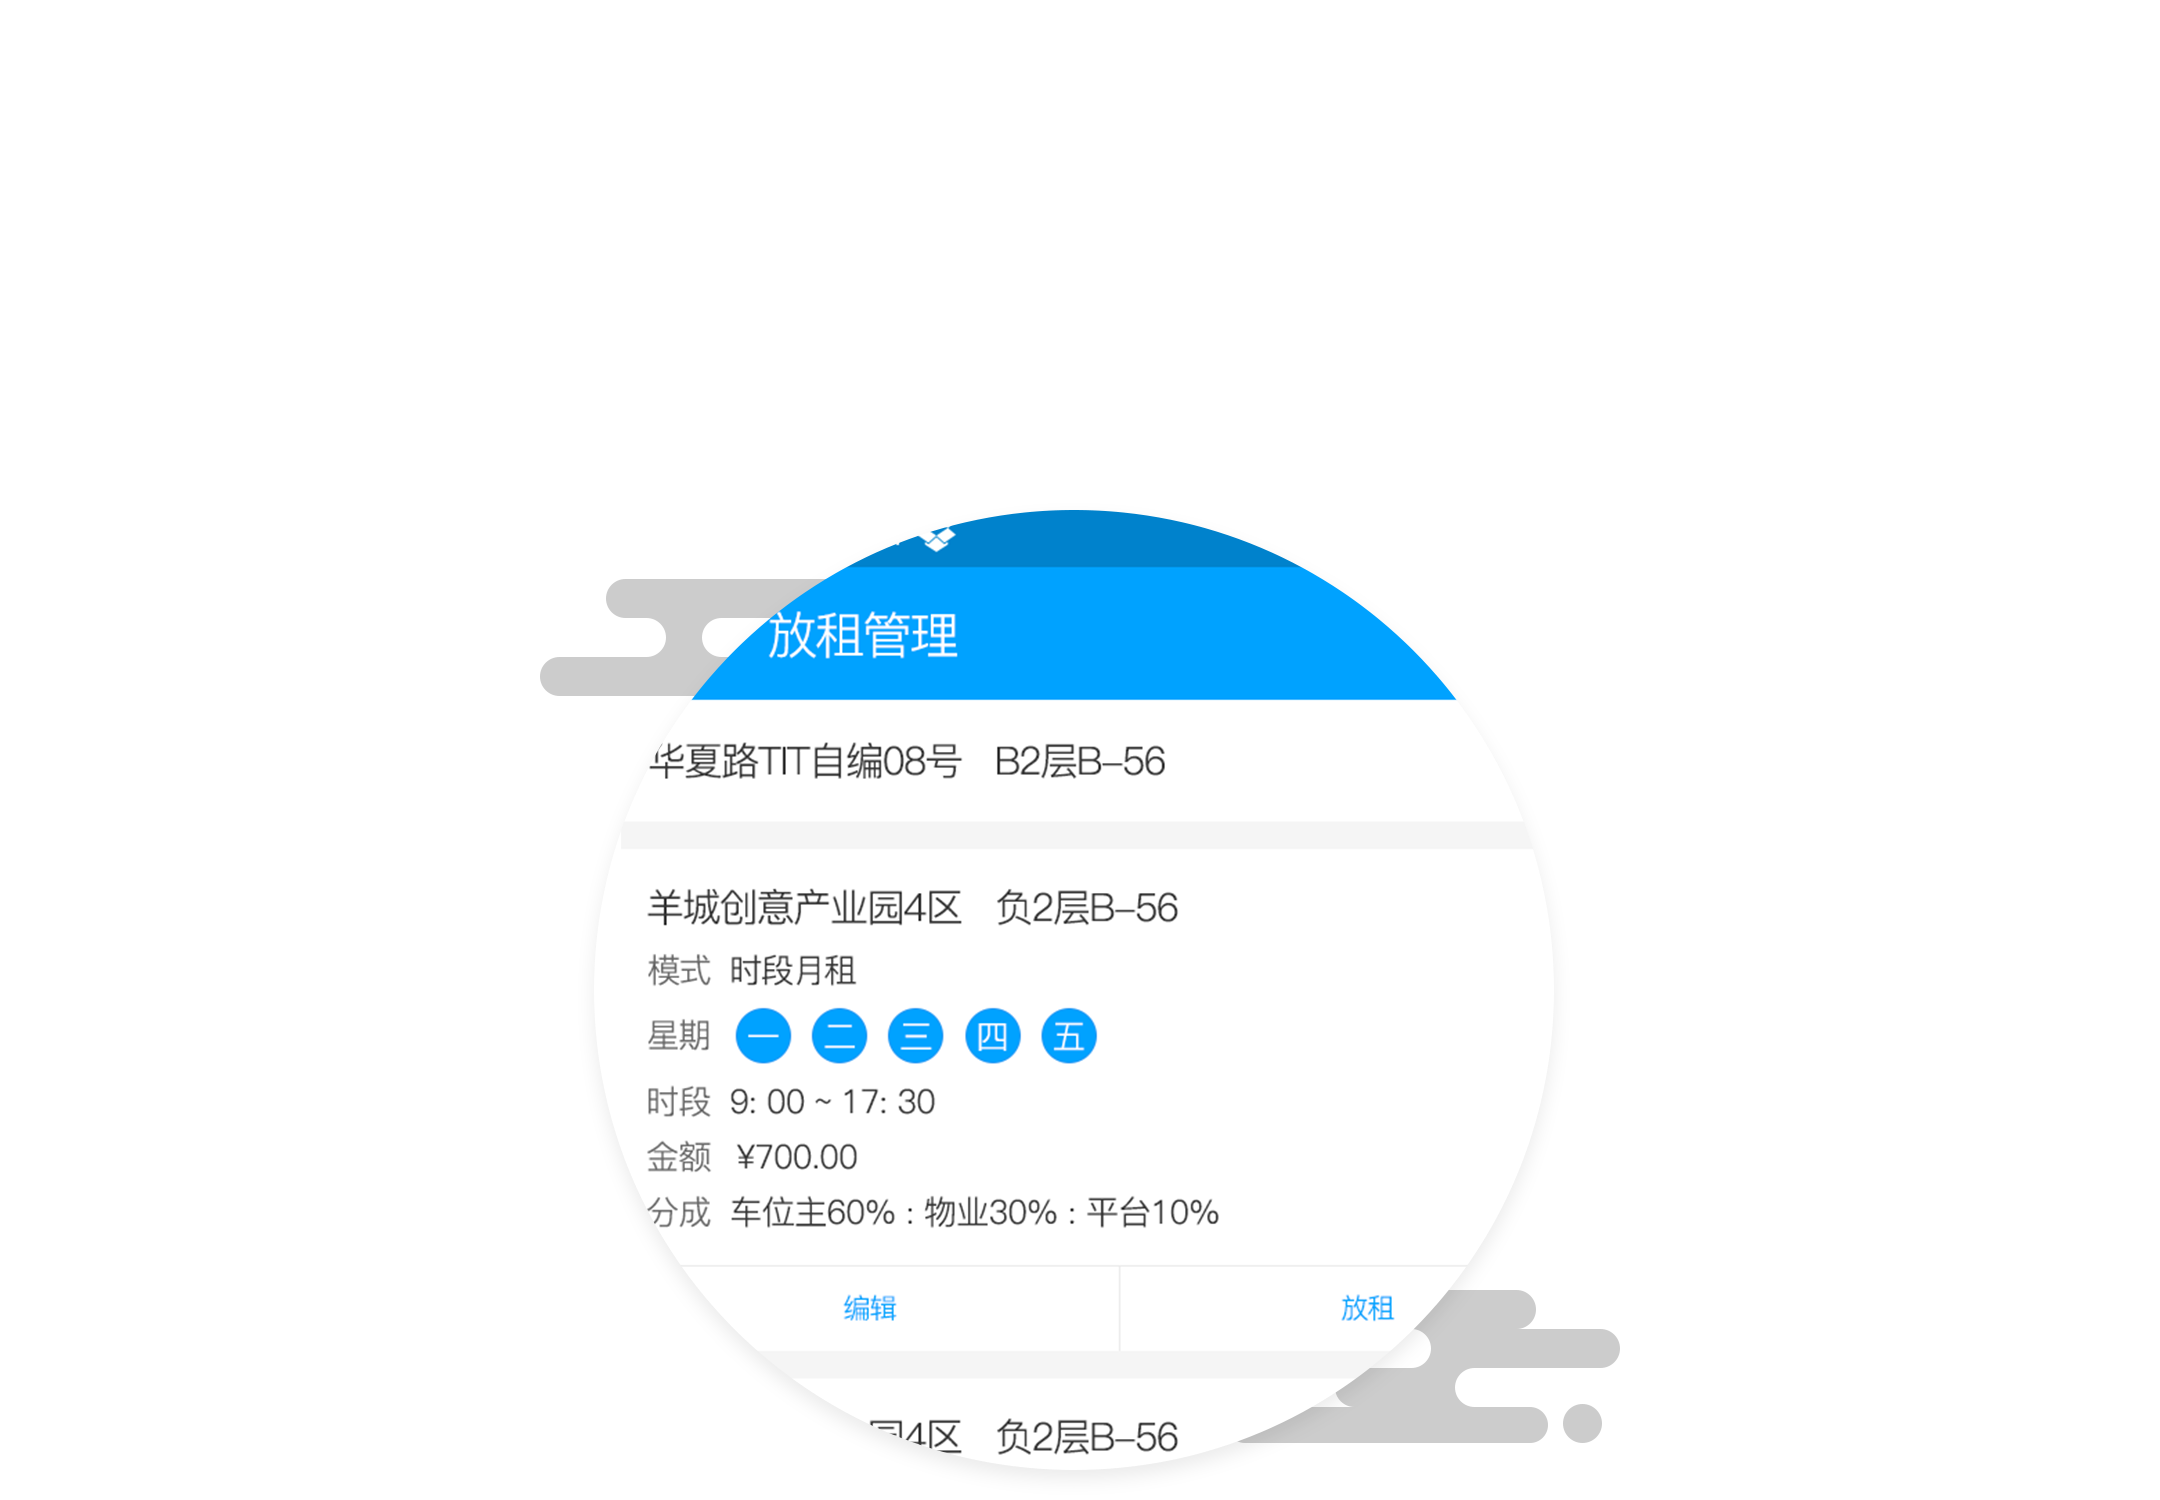 放租管理
华夏路TIT自编08号 B2层B-56
羊城创意产业园4区 负2层B-56
模式 时段月租
星期 一 二 三 四 五
时段 9: 00 ~ 17: 30
金额 ¥700.00
分成 车位主60% : 物业30% : 平台10%
编辑 放租
园4区 负2层B-56